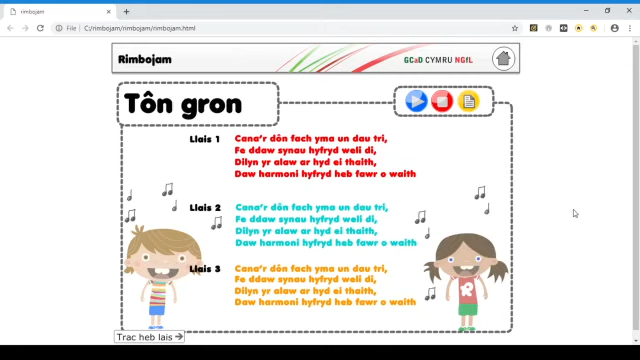 rimbojam
File
C:/rimbojam/rimbojam/rimbojam.html
Rimbojam
GCaD CYMRU NGfL
Tôn gron
Llais 1
Cana'r dôn fach yma un dau tri,
Fe ddaw synau hyfryd weli di,
Dilyn yr alaw ar hyd ei thaith,
Daw harmoni hyfryd heb fawr o waith
Llais 2
Cana'r dôn fach yma un dau tri,
Fe ddaw synau hyfryd weli di,
Dilyn yr alaw ar hyd ei thaith,
Daw harmoni hyfryd heb fawr o waith
Llais 3
Cana'r dôn fach yma un dau tri,
Fe ddaw synau hyfryd weli di,
Dilyn yr alaw ar hyd ei thaith,
Daw harmoni hyfryd heb fawr o waith
R
Trac heb lais